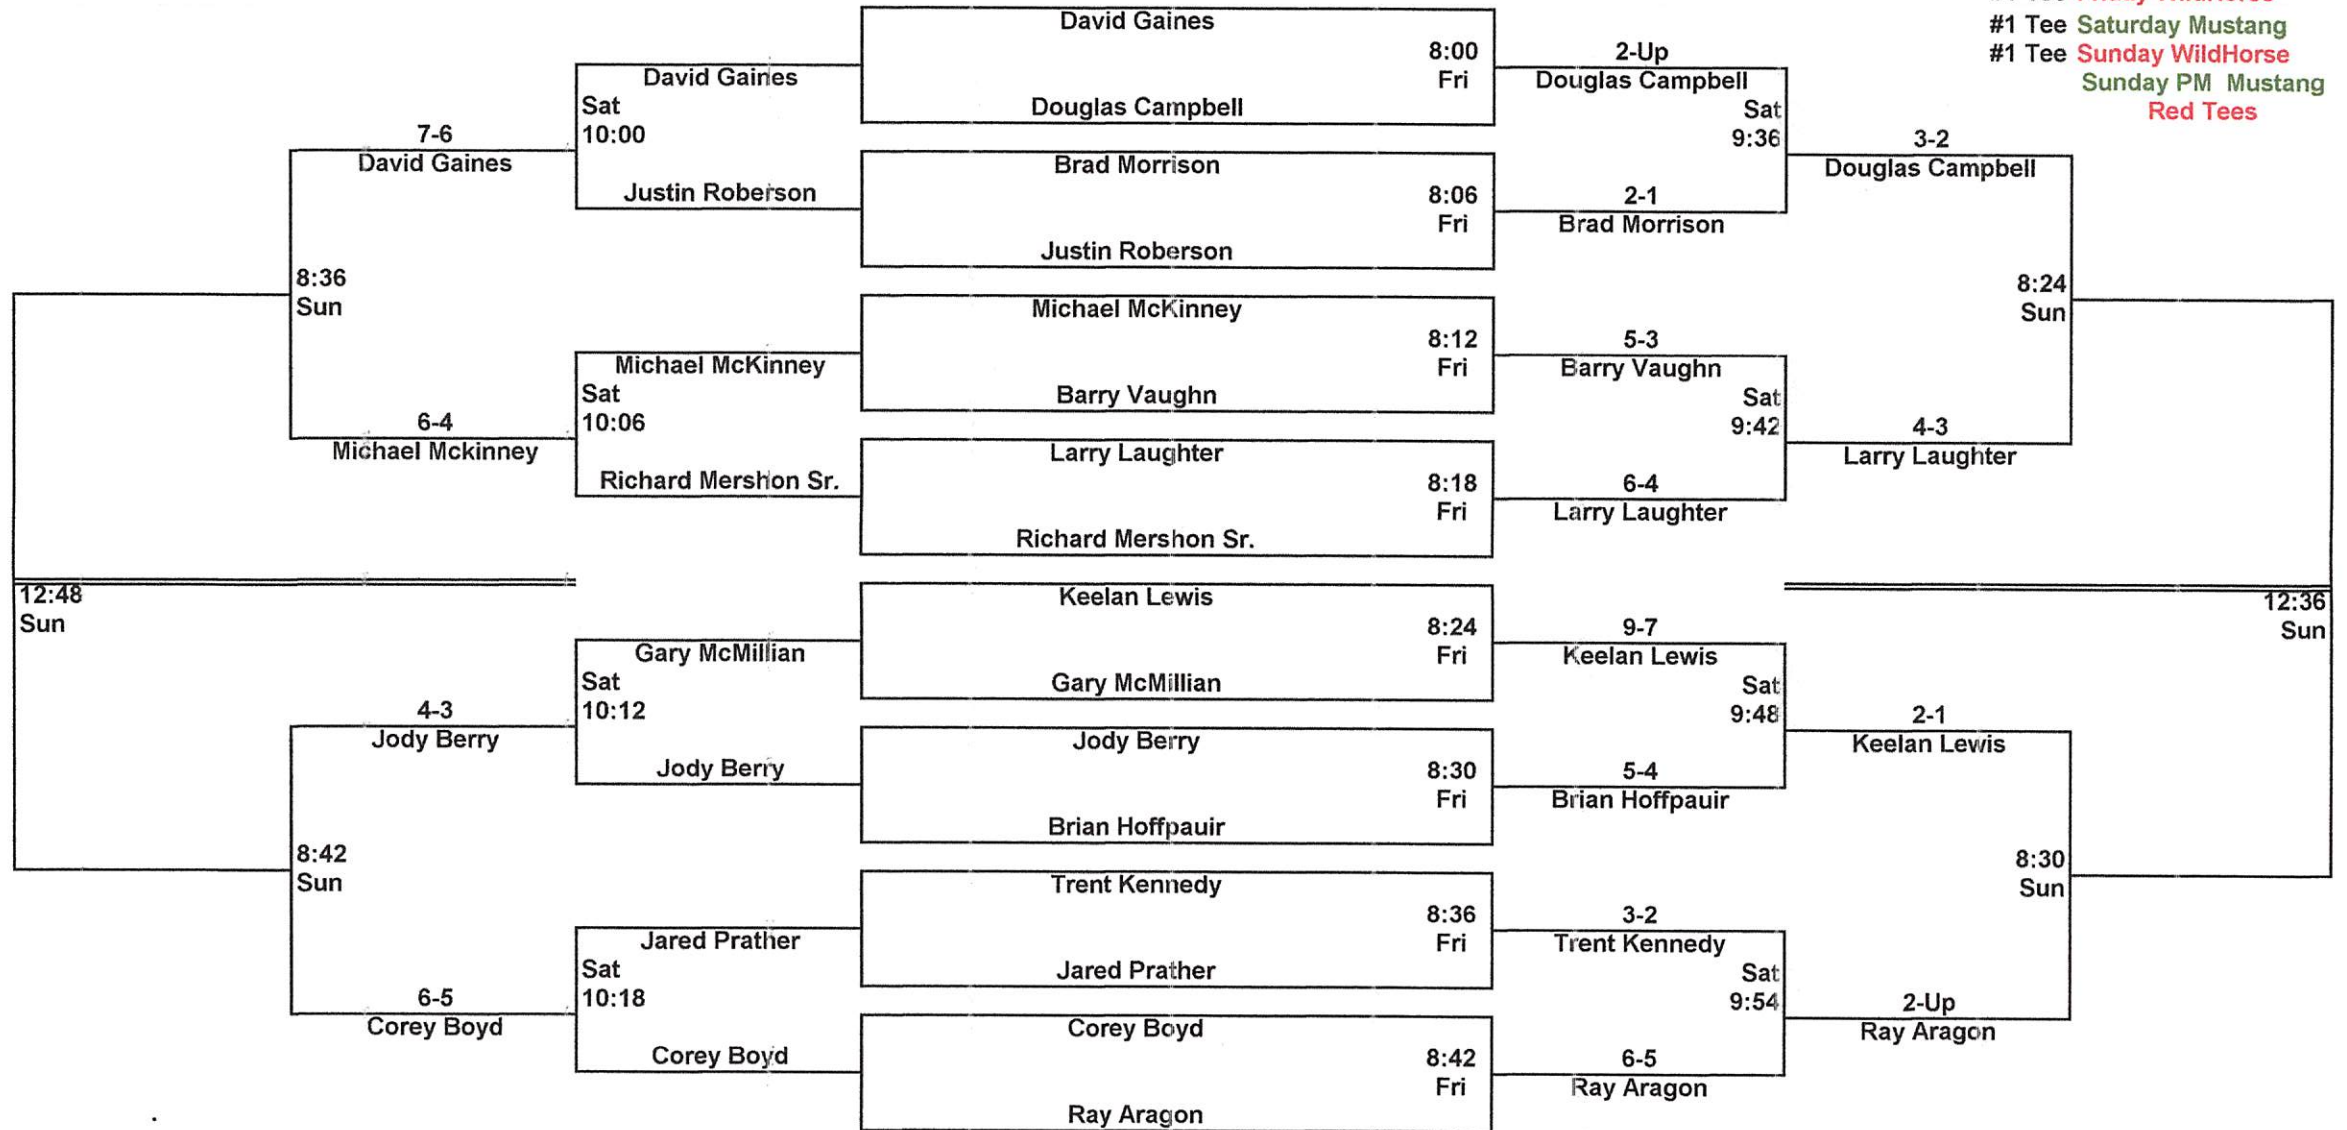 David Gaines
#1 Tee Friday WildHorse
#1 Tee Saturday Mustang
#1 Tee Sunday WildHorse
Sunday PM Mustang
Red Tees
8:00
Fri
Douglas Campbell
2-Up
Douglas Campbell
David Gaines
Sat
10:00
Justin Roberson
7-6
David Gaines
Brad Morrison
8:06
Fri
Justin Roberson
2-1
Brad Morrison
Sat
9:36
3-2
Douglas Campbell
8:36
Sun
Michael McKinney
8:12
Fri
Barry Vaughn
5-3
Barry Vaughn
8:24
Sun
Michael McKinney
Sat
10:06
Richard Mershon Sr.
6-4
Michael Mckinney
Larry Laughter
8:18
Fri
Richard Mershon Sr.
6-4
Larry Laughter
Sat
9:42
4-3
Larry Laughter
12:48
Sun
12:36
Sun
Keelan Lewis
8:24
Fri
Gary McMillian
9-7
Keelan Lewis
Gary McMillian
Sat
10:12
Jody Berry
4-3
Jody Berry
Jody Berry
8:30
Fri
Brian Hoffpauir
5-4
Brian Hoffpauir
Sat
9:48
2-1
Keelan Lewis
8:42
Sun
Trent Kennedy
8:36
Fri
Jared Prather
3-2
Trent Kennedy
8:30
Sun
Jared Prather
Sat
10:18
Corey Boyd
6-5
Corey Boyd
Corey Boyd
8:42
Fri
Ray Aragon
6-5
Ray Aragon
Sat
9:54
2-Up
Ray Aragon